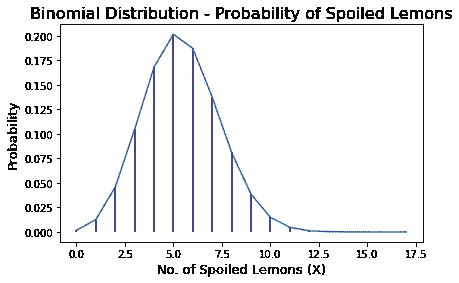 Binomial Distribution - Probability of Spoiled Lemons
0.200
0.175
0.150
0.125
0.100
0.075
0.050
0.025
0.000
Probability
0.0 2.5 5.0 7.5 10.0 12.5 15.0 17.5
No. of Spoiled Lemons (X)